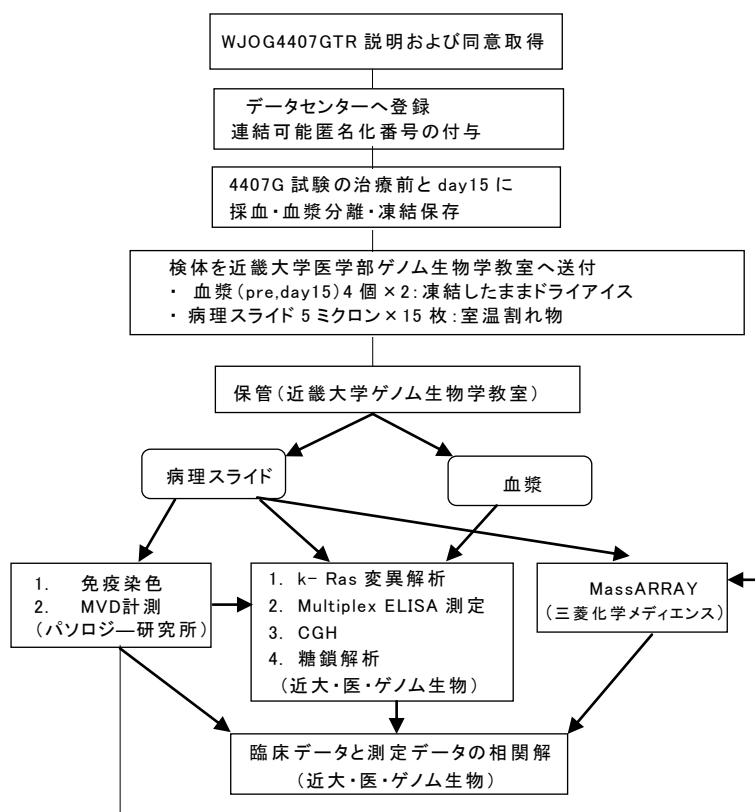 WJOG4407GTR 説明および同意取得
データセンターへ登録
連結可能匿名化番号の付与
4407G 試験の治療前と day15 に
採血・血漿分離・凍結保存
検体を近畿大学医学部ゲノム生物学教室へ送付
・ 血漿（pre,day15）4 個×2：凍結したままドライアイス
・ 病理スライド 5 ミクロン×15 枚：室温割れ物
保管（近畿大学ゲノム生物学教室）
病理スライド
血漿
1. 免疫染色
2. MVD計測
（パソロジ―研究所）
1. k- Ras 変異解析
2. Multiplex ELISA 測定
3. CGH
4. 糖鎖解析
（近大・医・ゲノム生物）
MassARRAY
（三菱化学メディエンス）
臨床データと測定データの相関解
（近大・医・ゲノム生物）